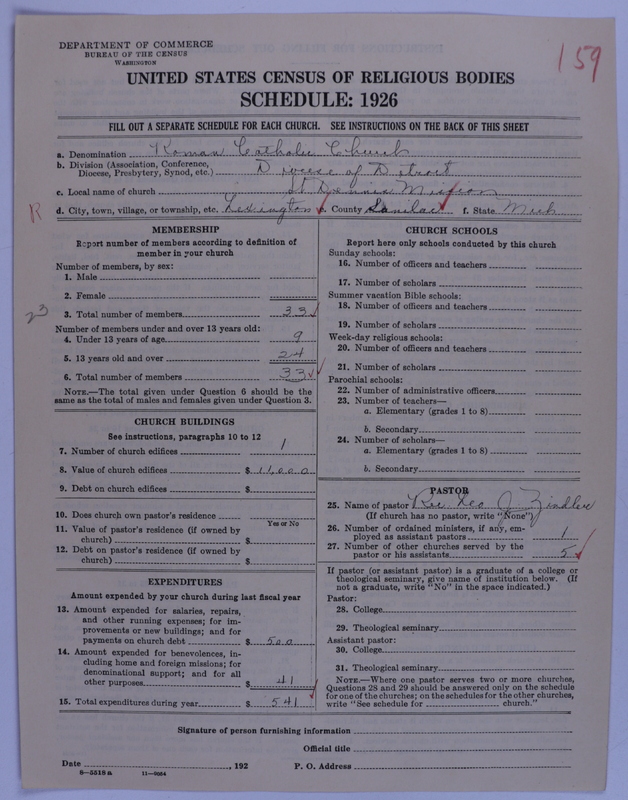 DEPARTMENT OF COMMERCE
BUREAU OF THE CENSUS
WASHINGTON
159
UNITED STATES CENSUS OF RELIGIOUS BODIES
SCHEDULE: 1926
FILL OUT A SEPARATE SCHEDULE FOR EACH CHURCH. SEE INSTRUCTIONS ON THE BACK OF THIS SHEET
a. Denomination Roman Catholic Church
b. Division (Association, Conference, Diocese, Presbytery, Synod, etc.) Diocese of Detroit
c. Local name of church St Dennis Mission
R d. City, town, village, or township, etc. Lexington e. County Sanilac f. State Mich
MEMBERSHIP
Report number of members according to definition of
member in your church
Number of members, by sex:
1. Male
2. Female
23
3. Total number of members 33
Number of members under and over 13 years old:
4. Under 13 years of age 9
5. 13 years old and over 24
6. Total number of members 33
NOTE.—The total given under Question 6 should be the
same as the total of males and females given under Question 3.
CHURCH BUILDINGS
See instructions, paragraphs 10 to 12
7. Number of church edifices 1
8. Value of church edifices $ 11,000
9. Debt on church edifices $
10. Does church own pastor's residence
Yes or No
11. Value of pastor's residence (if owned by
church) $
12. Debt on pastor's residence (if owned by
church) $
EXPENDITURES
Amount expended by your church during last fiscal year
13. Amount expended for salaries, repairs,
and other running expenses; for im-
provements or new buildings; and for
payments on church debt $ 500
14. Amount expended for benevolences, in-
cluding home and foreign missions; for
denominational support; and for all
other purposes $ 41
15. Total expenditures during year $ 541
CHURCH SCHOOLS
Report here only schools conducted by this church
Sunday schools:
16. Number of officers and teachers
17. Number of scholars
Summer vacation Bible schools:
18. Number of officers and teachers
19. Number of scholars
Week-day religious schools:
20. Number of officers and teachers
21. Number of scholars
Parochial schools:
22. Number of administrative officers
23. Number of teachers—
a. Elementary (grades 1 to 8)
b. Secondary
24. Number of scholars—
a. Elementary (grades 1 to 8)
b. Secondary
PASTOR
25. Name of pastor Rev Leo J. Zindler
(If church has no pastor, write "None")
26. Number of ordained ministers, if any, em-
ployed as assistant pastors 1
27. Number of other churches served by the
pastor or his assistants 5
If pastor (or assistant pastor) is a graduate of a college or
theological seminary, give name of institution below. (If
not a graduate, write "No" in the space indicated.)
Pastor:
28. College
29. Theological seminary
Assistant pastor:
30. College
31. Theological seminary
NOTE.—Where one pastor serves two or more churches,
Questions 28 and 29 should be answered only on the schedule
for one of the churches; on the schedules for the other churches,
write "See schedule for church."
Signature of person furnishing information
Official title
Date , 192 P. O. Address
8—5518a 11—9034